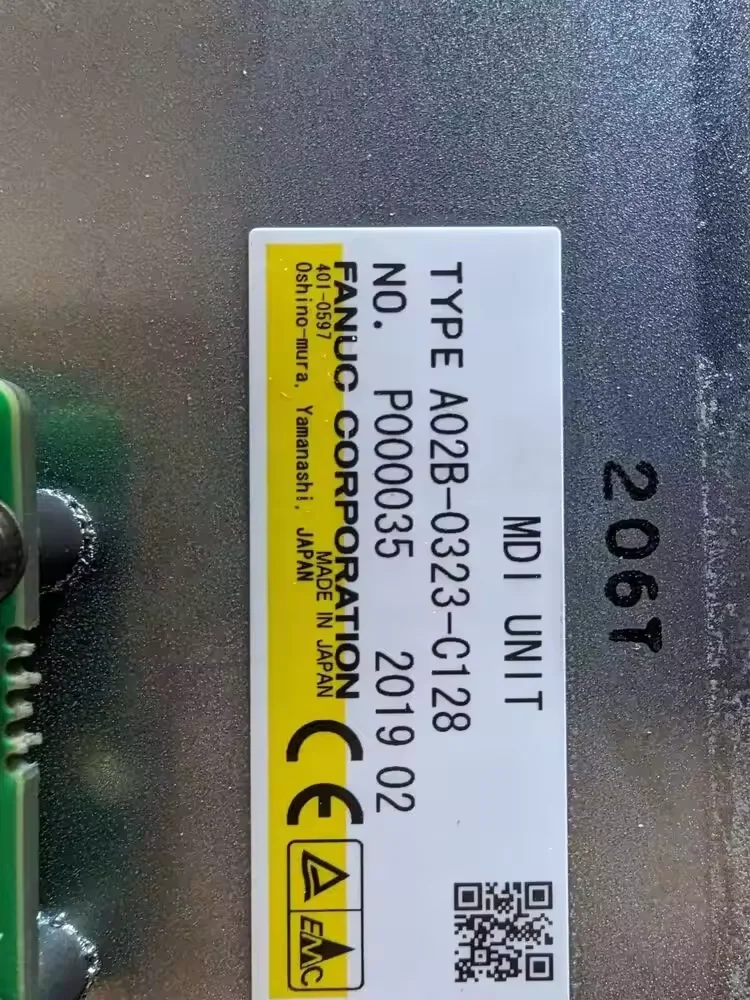 206T
MDI UNIT
TYPE A02B-0323-C128
NO. P000035 2019 02
FANUC CORPORATION
401-0597 MADE IN JAPAN
Oshino-mura, Yamanashi, JAPAN
CE
EMC